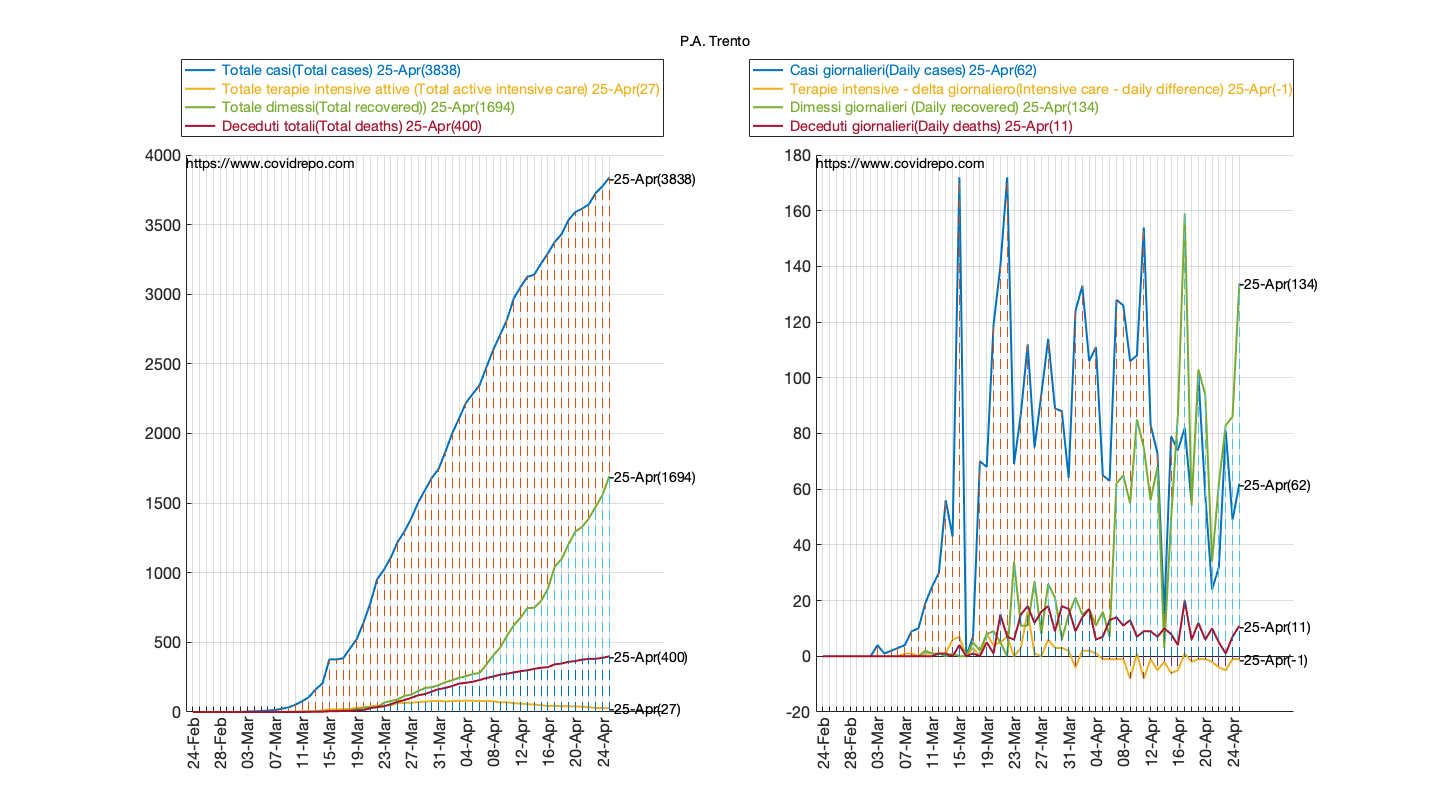 P.A. Trento
Totale casi(Total cases) 25-Apr(3838)
Totale terapie intensive attive (Total active intensive care) 25-Apr(27)
Totale dimessi(Total recovered)) 25-Apr(1694)
Deceduti totali(Total deaths) 25-Apr(400)
https://www.covidrepo.com
4000
3500
3000
2500
2000
1500
1000
500
0
25-Apr(3838)
25-Apr(1694)
25-Apr(400)
25-Apr(27)
24-Feb
28-Feb
03-Mar
07-Mar
11-Mar
15-Mar
19-Mar
23-Mar
27-Mar
31-Mar
04-Apr
08-Apr
12-Apr
16-Apr
20-Apr
24-Apr
Casi giornalieri(Daily cases) 25-Apr(62)
Terapie intensive - delta giornaliero(Intensive care - daily difference) 25-Apr(-1)
Dimessi giornalieri (Daily recovered) 25-Apr(134)
Deceduti giornalieri(Daily deaths) 25-Apr(11)
https://www.covidrepo.com
180
160
140
120
100
80
60
40
20
0
-20
25-Apr(134)
25-Apr(62)
25-Apr(11)
25-Apr(-1)
24-Feb
28-Feb
03-Mar
07-Mar
11-Mar
15-Mar
19-Mar
23-Mar
27-Mar
31-Mar
04-Apr
08-Apr
12-Apr
16-Apr
20-Apr
24-Apr